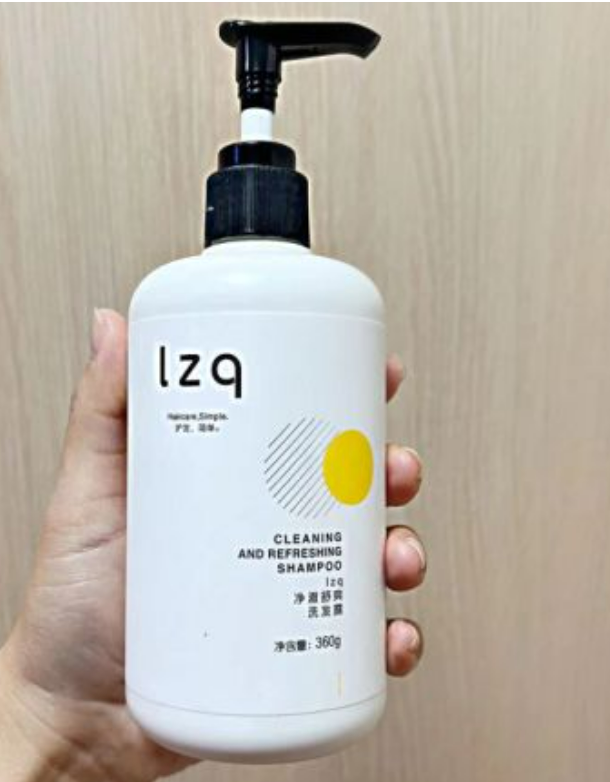 lzq
Haircare,Simple.
护发，简单。
CLEANING
AND REFRESHING
SHAMPOO
lzq
净澈舒爽
洗发露
净含量：360g